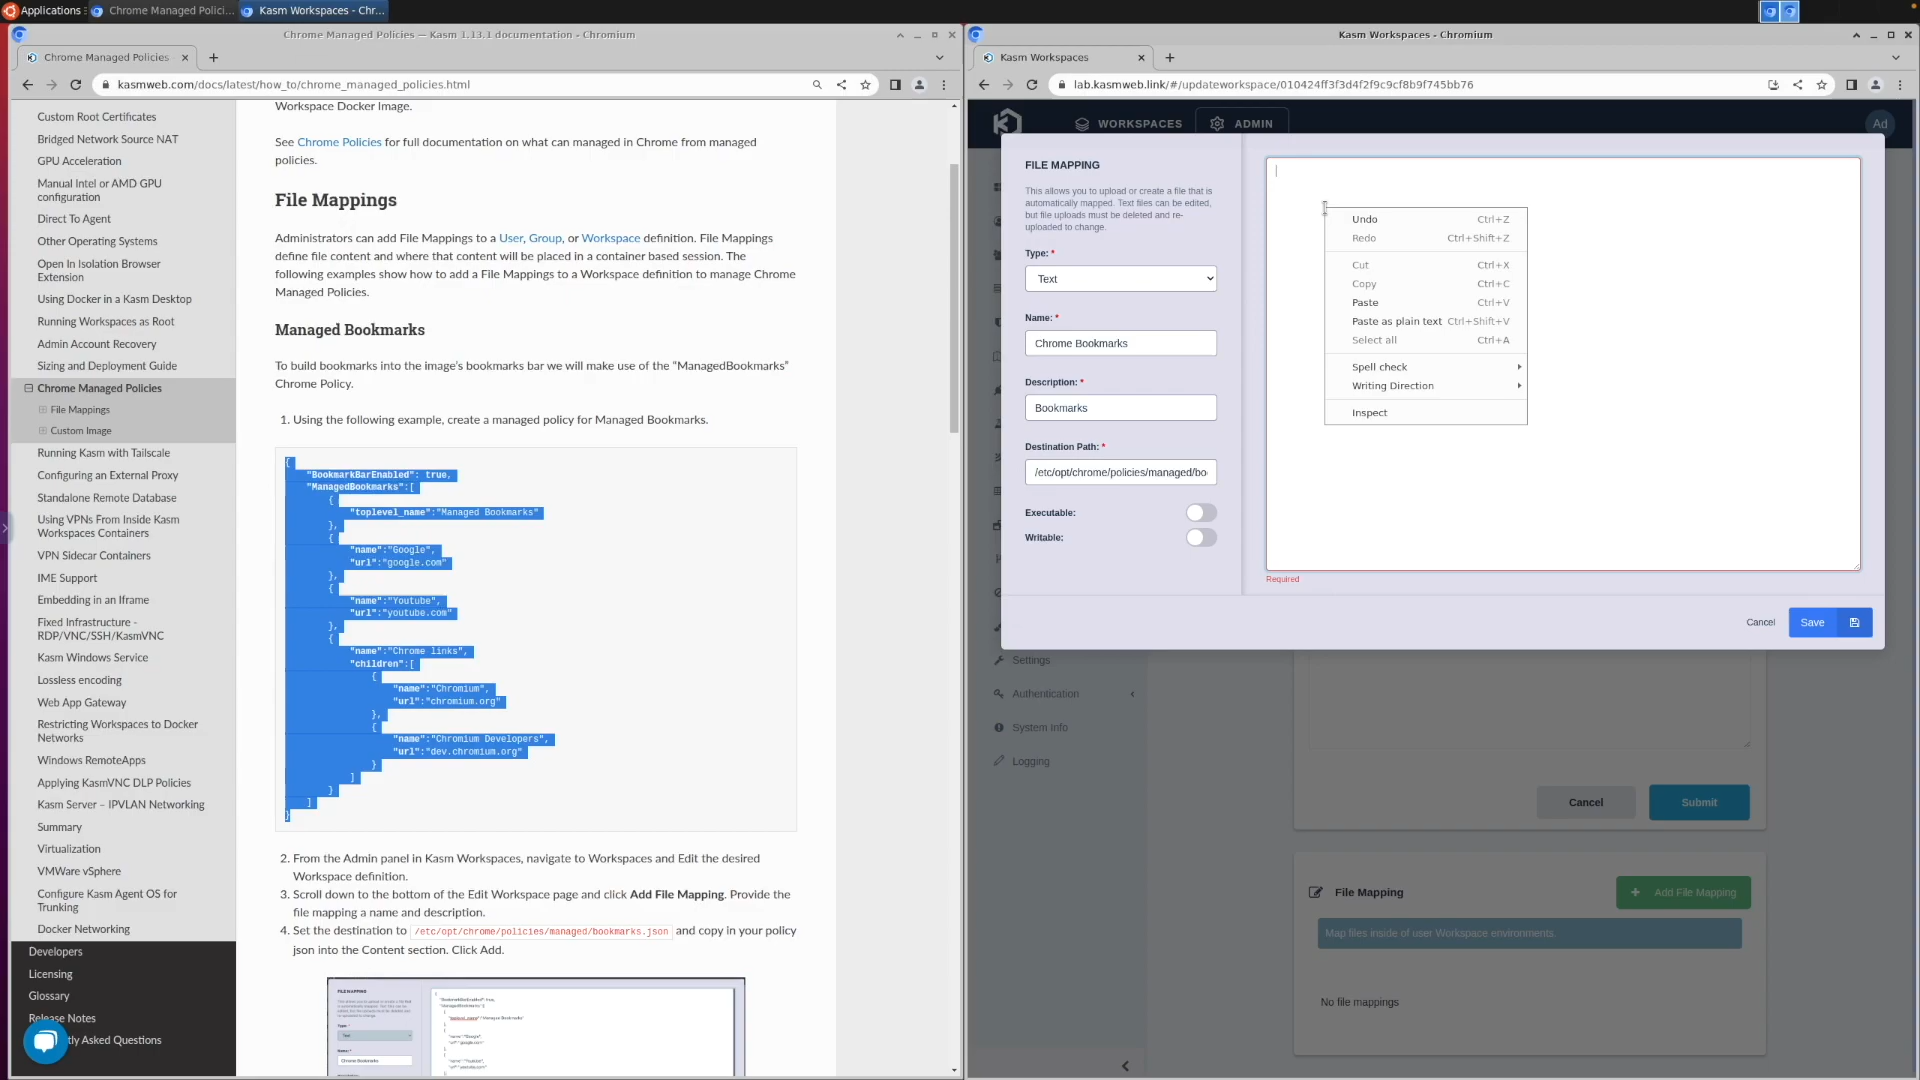 Applications
Chrome Managed Polici...
Kasm Workspaces - Chr...
Chrome Managed Policies — Kasm 1.13.1 documentation - Chromium
Chrome Managed Policies
kasmweb.com/docs/latest/how_to/chrome_managed_policies.html
Custom Root Certificates
Bridged Network Source NAT
GPU Acceleration
Manual Intel or AMD GPU
configuration
Direct To Agent
Other Operating Systems
Open In Isolation Browser
Extension
Using Docker in a Kasm Desktop
Running Workspaces as Root
Admin Account Recovery
Sizing and Deployment Guide
Chrome Managed Policies
File Mappings
Custom Image
Running Kasm with Tailscale
Configuring an External Proxy
Standalone Remote Database
Using VPNs From Inside Kasm
Workspaces Containers
VPN Sidecar Containers
IME Support
Embedding in an Iframe
Fixed Infrastructure -
RDP/VNC/SSH/KasmVNC
Kasm Windows Service
Lossless encoding
Web App Gateway
Restricting Workspaces to Docker
Networks
Windows RemoteApps
Applying KasmVNC DLP Policies
Kasm Server – IPVLAN Networking
Summary
Virtualization
VMWare vSphere
Configure Kasm Agent OS for
Trunking
Docker Networking
Developers
Licensing
Glossary
Release Notes
tly Asked Questions
Workspace Docker Image.
See Chrome Policies for full documentation on what can managed in Chrome from managed
policies.
File Mappings
Administrators can add File Mappings to a User, Group, or Workspace definition. File Mappings
define file content and where that content will be placed in a container based session. The
following examples show how to add a File Mappings to a Workspace definition to manage Chrome
Managed Policies.
Managed Bookmarks
To build bookmarks into the image's bookmarks bar we will make use of the "ManagedBookmarks"
Chrome Policy.
1. Using the following example, create a managed policy for Managed Bookmarks.
{
"BookmarkBarEnabled": true,
"ManagedBookmarks":[
{
"toplevel_name":"Managed Bookmarks"
},
{
"name":"Google",
"url":"google.com"
},
{
"name":"Youtube",
"url":"youtube.com"
},
{
"name":"Chrome links",
"children":[
{
"name":"Chromium",
"url":"chromium.org"
},
{
"name":"Chromium Developers",
"url":"dev.chromium.org"
}
]
}
]
}
2. From the Admin panel in Kasm Workspaces, navigate to Workspaces and Edit the desired
Workspace definition.
3. Scroll down to the bottom of the Edit Workspace page and click Add File Mapping. Provide the
file mapping a name and description.
4. Set the destination to /etc/opt/chrome/policies/managed/bookmarks.json and copy in your policy
json into the Content section. Click Add.
FILE MAPPING
Chrome Bookmarks
Kasm Workspaces - Chromium
Kasm Workspaces
lab.kasmweb.link/#/updateworkspace/010424ff3f3d4f2f9c9cf8b9f745bb76
WORKSPACES
ADMIN
Ad
FILE MAPPING
This allows you to upload or create a file that is
automatically mapped. Text files can be edited,
but file uploads must be deleted and re-
uploaded to change.
Type: *
Text
Name: *
Chrome Bookmarks
Description: *
Bookmarks
Destination Path: *
/etc/opt/chrome/policies/managed/bo
Executable:
Writable:
Undo Ctrl+Z
Redo Ctrl+Shift+Z
Cut Ctrl+X
Copy Ctrl+C
Paste Ctrl+V
Paste as plain text Ctrl+Shift+V
Select all Ctrl+A
Spell check
Writing Direction
Inspect
Required
Cancel
Save
Settings
Authentication
System Info
Logging
Cancel
Submit
File Mapping
+ Add File Mapping
Map files inside of user Workspace environments.
No file mappings